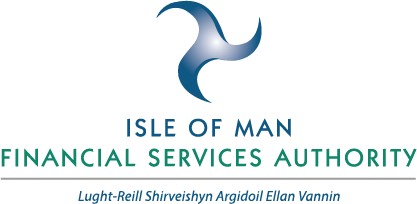 ISLE OF MAN
FINANCIAL SERVICES AUTHORITY
Lught-Reill Shirveishyn Argidoil Ellan Vannin